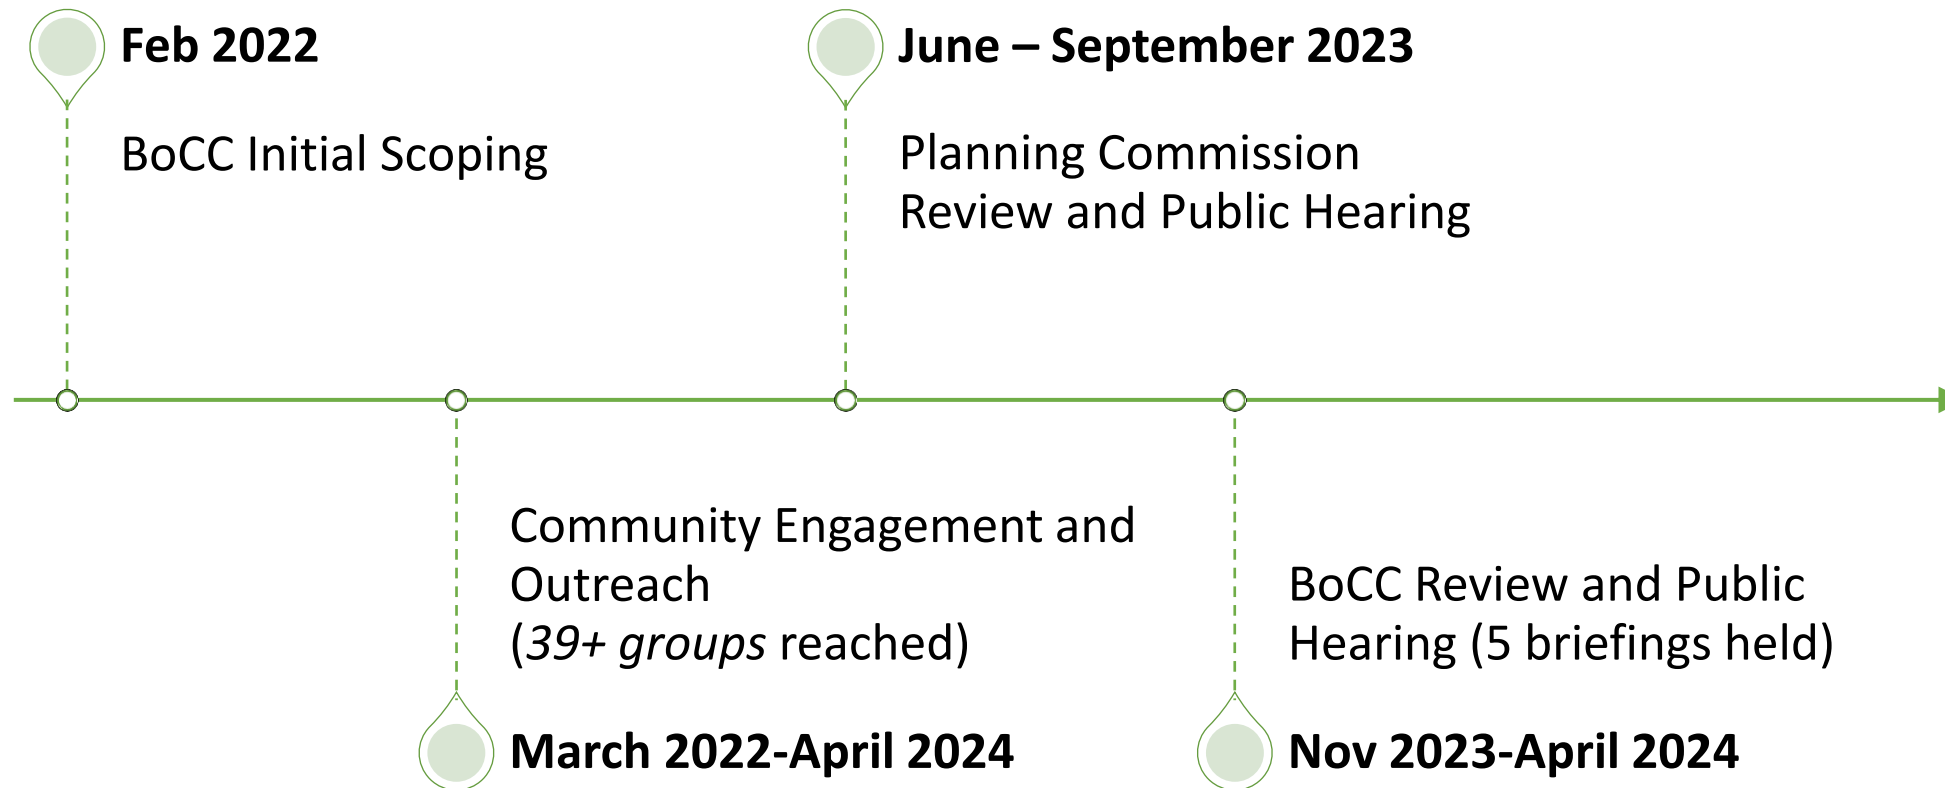 Feb 2022
BoCC Initial Scoping
June – September 2023
Planning Commission
Review and Public Hearing
Community Engagement and
Outreach
(39+ groups reached)
March 2022-April 2024
BoCC Review and Public
Hearing (5 briefings held)
Nov 2023-April 2024